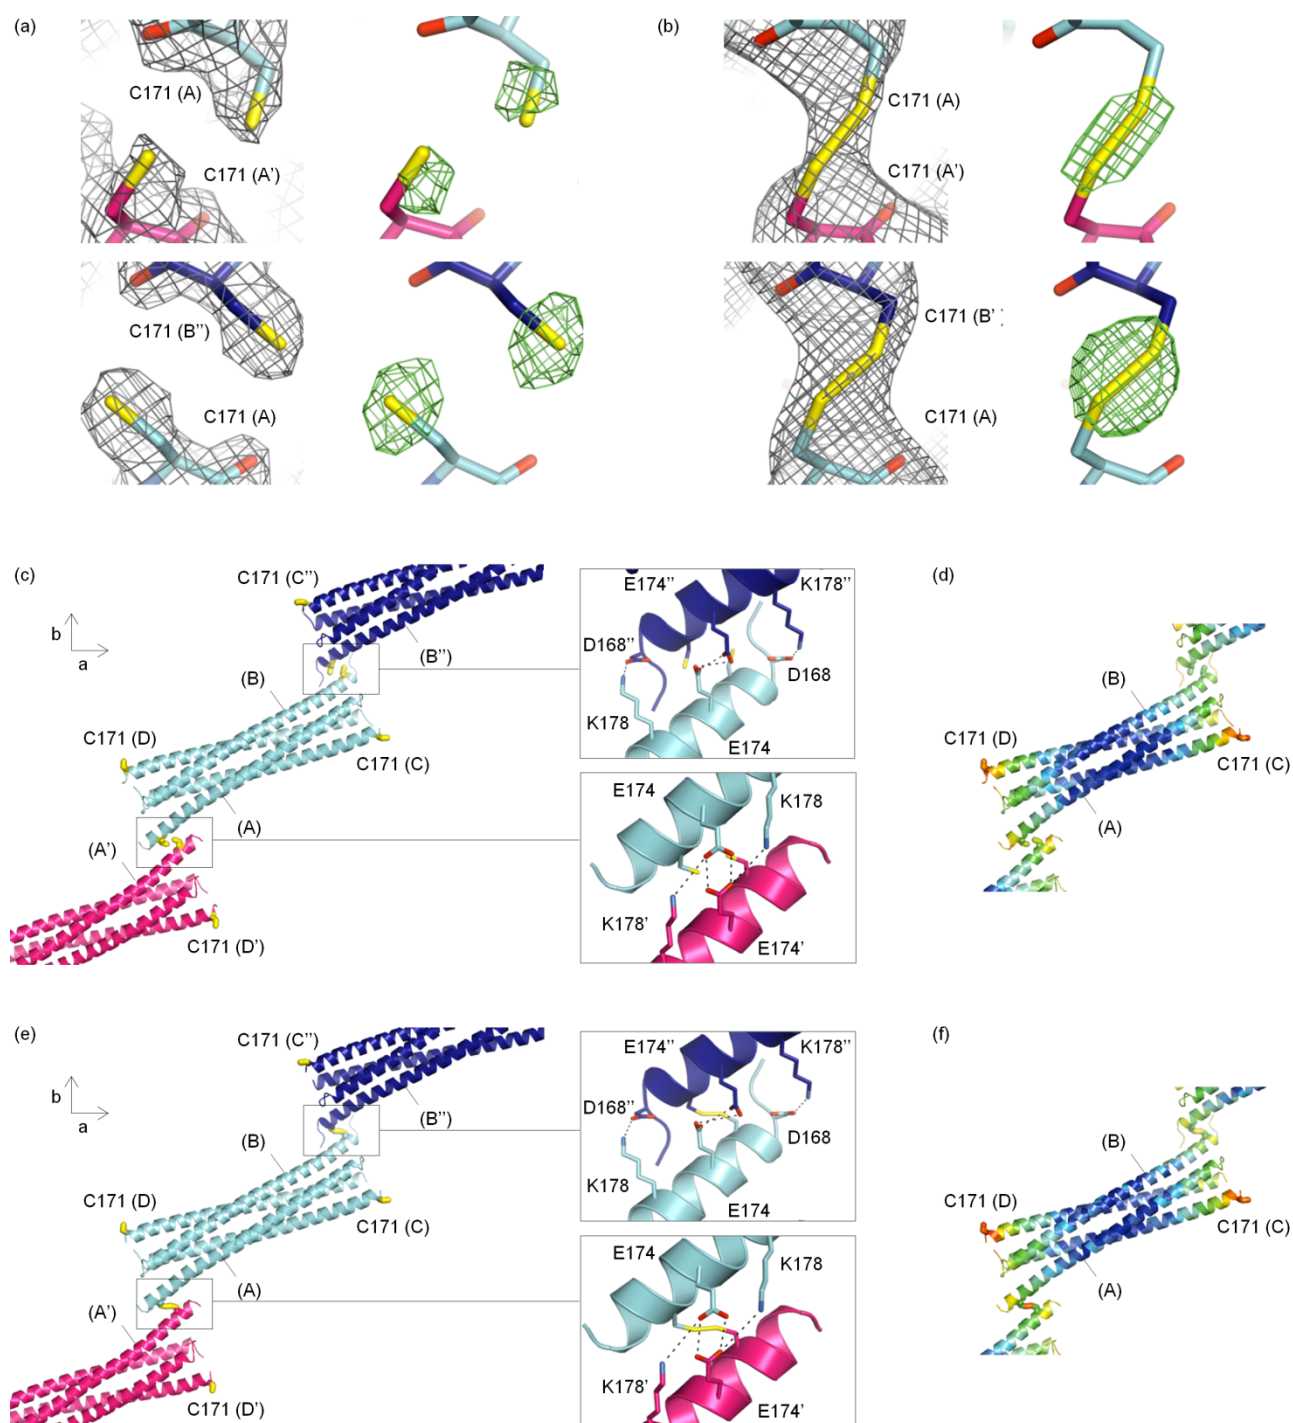 (a)
(b)
C171 (A)
C171 (A')
C171 (A)
C171 (A')
C171 (B'')
C171 (A)
C171 (B'
C171 (A)
(c)
(d)
C171 (C'')
b
a
(B'')
(B)
C171 (D)
C171 (C)
(A)
(A')
C171 (D')
E174''
K178''
D168''
D168
K178
E174
E174
K178
K178'
E174'
(B)
C171 (D)
C171 (C)
(A)
(e)
(f)
C171 (C'')
b
a
(B'')
(B)
C171 (D)
C171 (C)
(A)
(A')
C171 (D')
E174''
K178''
D168''
D168
K178
E174
E174
K178
K178'
E174'
(B)
C171 (D)
C171 (C)
(A)